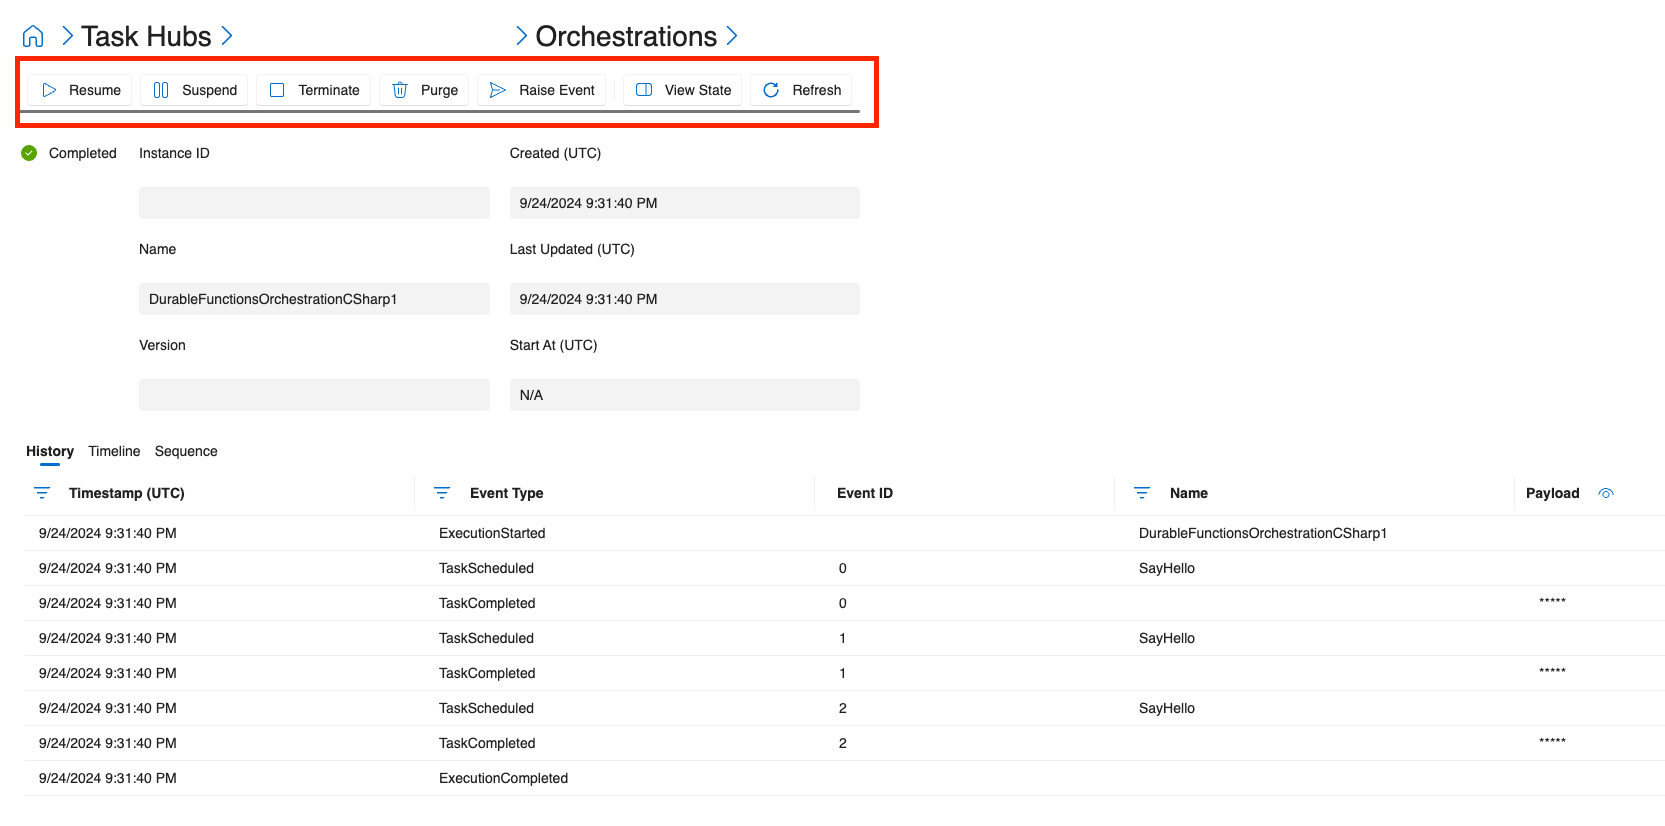 Task Hubs Orchestrations
Resume Suspend Terminate Purge Raise Event View State Refresh
Completed Instance ID Created (UTC)
9/24/2024 9:31:40 PM
Name Last Updated (UTC)
DurableFunctionsOrchestrationCSharp1 9/24/2024 9:31:40 PM
Version Start At (UTC)
N/A
History Timeline Sequence
Timestamp (UTC) Event Type Event ID Name Payload
9/24/2024 9:31:40 PM ExecutionStarted DurableFunctionsOrchestrationCSharp1
9/24/2024 9:31:40 PM TaskScheduled 0 SayHello
9/24/2024 9:31:40 PM TaskCompleted 0 *****
9/24/2024 9:31:40 PM TaskScheduled 1 SayHello
9/24/2024 9:31:40 PM TaskCompleted 1 *****
9/24/2024 9:31:40 PM TaskScheduled 2 SayHello
9/24/2024 9:31:40 PM TaskCompleted 2 *****
9/24/2024 9:31:40 PM ExecutionCompleted